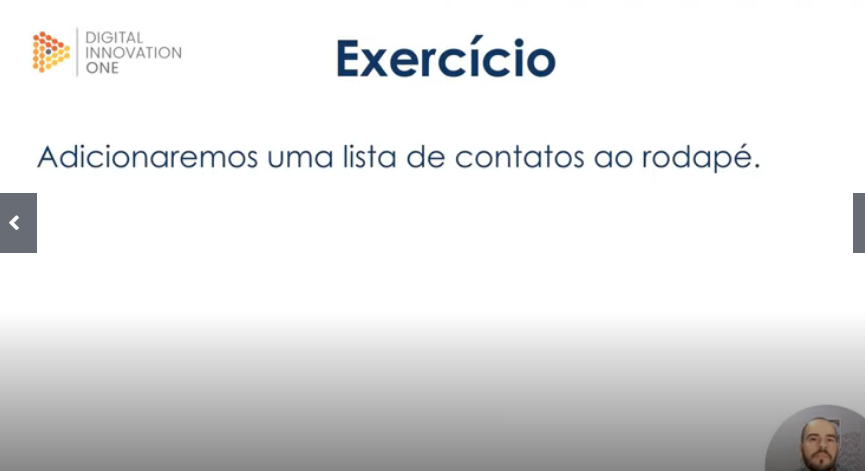 DIGITAL
INNOVATION
ONE
Exercício
Adicionaremos uma lista de contatos ao rodapé.